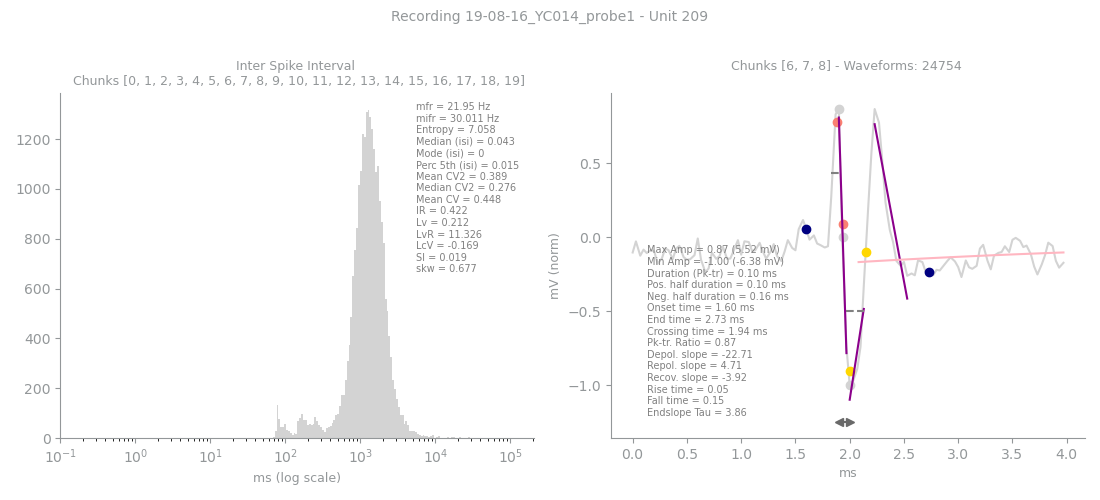 Recording 19-08-16_YC014_probe1 - Unit 209
Inter Spike Interval
Chunks [0, 1, 2, 3, 4, 5, 6, 7, 8, 9, 10, 11, 12, 13, 14, 15, 16, 17, 18, 19]
mfr = 21.95 Hz
mifr = 30.011 Hz
Entropy = 7.058
Median (isi) = 0.043
Mode (isi) = 0
Perc 5th (isi) = 0.015
Mean CV2 = 0.389
Median CV2 = 0.276
Mean CV = 0.448
IR = 0.422
Lv = 0.212
LvR = 11.326
LcV = -0.169
SI = 0.019
skw = 0.677
1200
1000
800
600
400
200
0
10⁻¹ 10⁰ 10¹ 10² 10³ 10⁴ 10⁵
ms (log scale)
Chunks [6, 7, 8] - Waveforms: 24754
mV (norm)
0.5
0.0
−0.5
−1.0
Max Amp = 0.87 (5.52 mV)
Min Amp = -1.00 (-6.38 mV)
Duration (Pk-tr) = 0.10 ms
Pos. half duration = 0.10 ms
Neg. half duration = 0.16 ms
Onset time = 1.60 ms
End time = 2.73 ms
Crossing time = 1.94 ms
Pk-tr. Ratio = 0.87
Depol. slope = -22.71
Repol. slope = 4.71
Recov. slope = -3.92
Rise time = 0.05
Fall time = 0.15
Endslope Tau = 3.86
0.0 0.5 1.0 1.5 2.0 2.5 3.0 3.5 4.0
ms